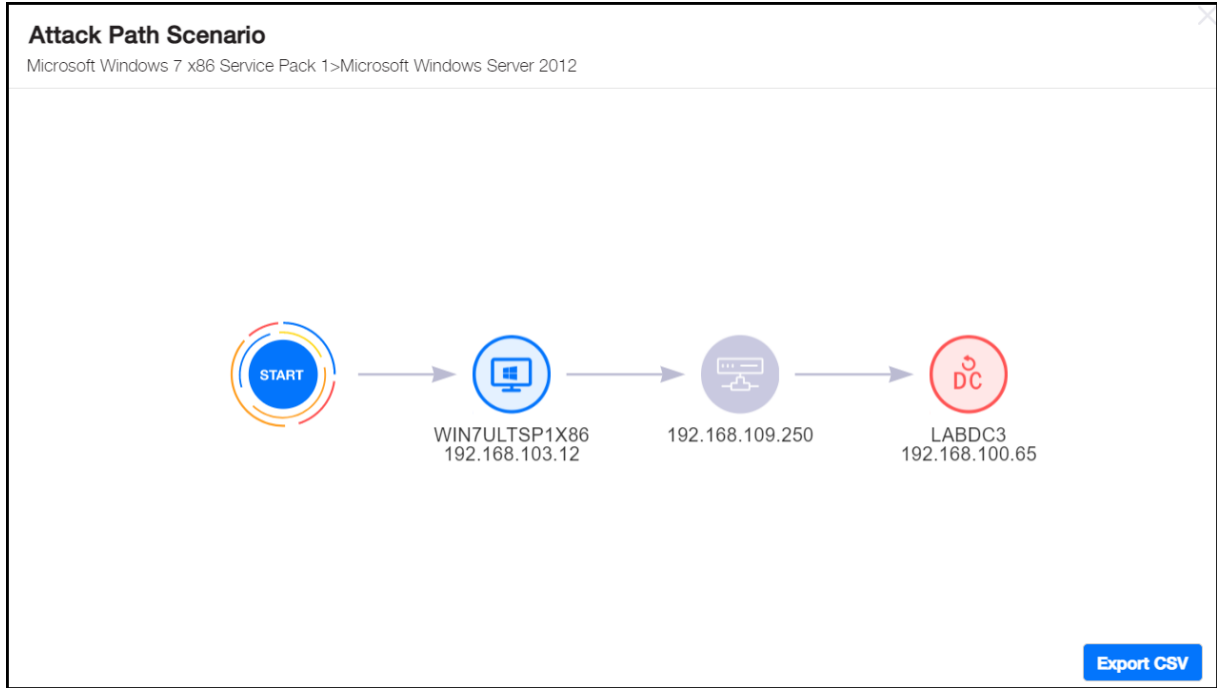 Attack Path Scenario
Microsoft Windows 7 x86 Service Pack 1>Microsoft Windows Server 2012
START
DC
WIN7ULTSP1X86
192.168.103.12
192.168.109.250
LABDC3
192.168.100.65
Export CSV